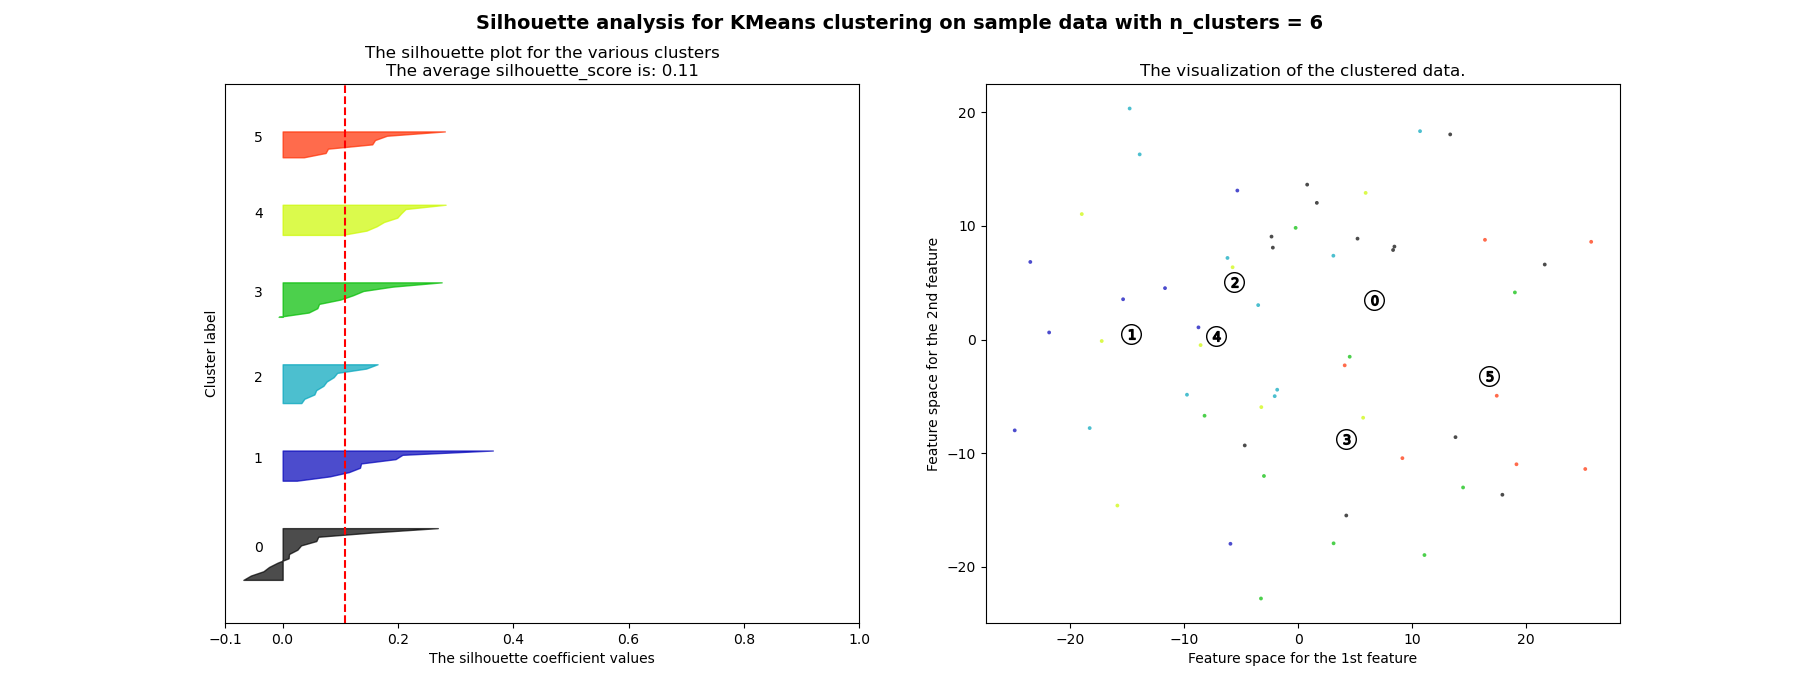 Silhouette analysis for KMeans clustering on sample data with n_clusters = 6
The silhouette plot for the various clusters
The average silhouette_score is: 0.11
5
4
3
2
1
0
Cluster label
−0.1 0.0 0.2 0.4 0.6 0.8 1.0
The silhouette coefficient values
The visualization of the clustered data.
20
10
0
−10
−20
Feature space for the 2nd feature
2
0
1
4
5
3
−20 −10 0 10 20
Feature space for the 1st feature